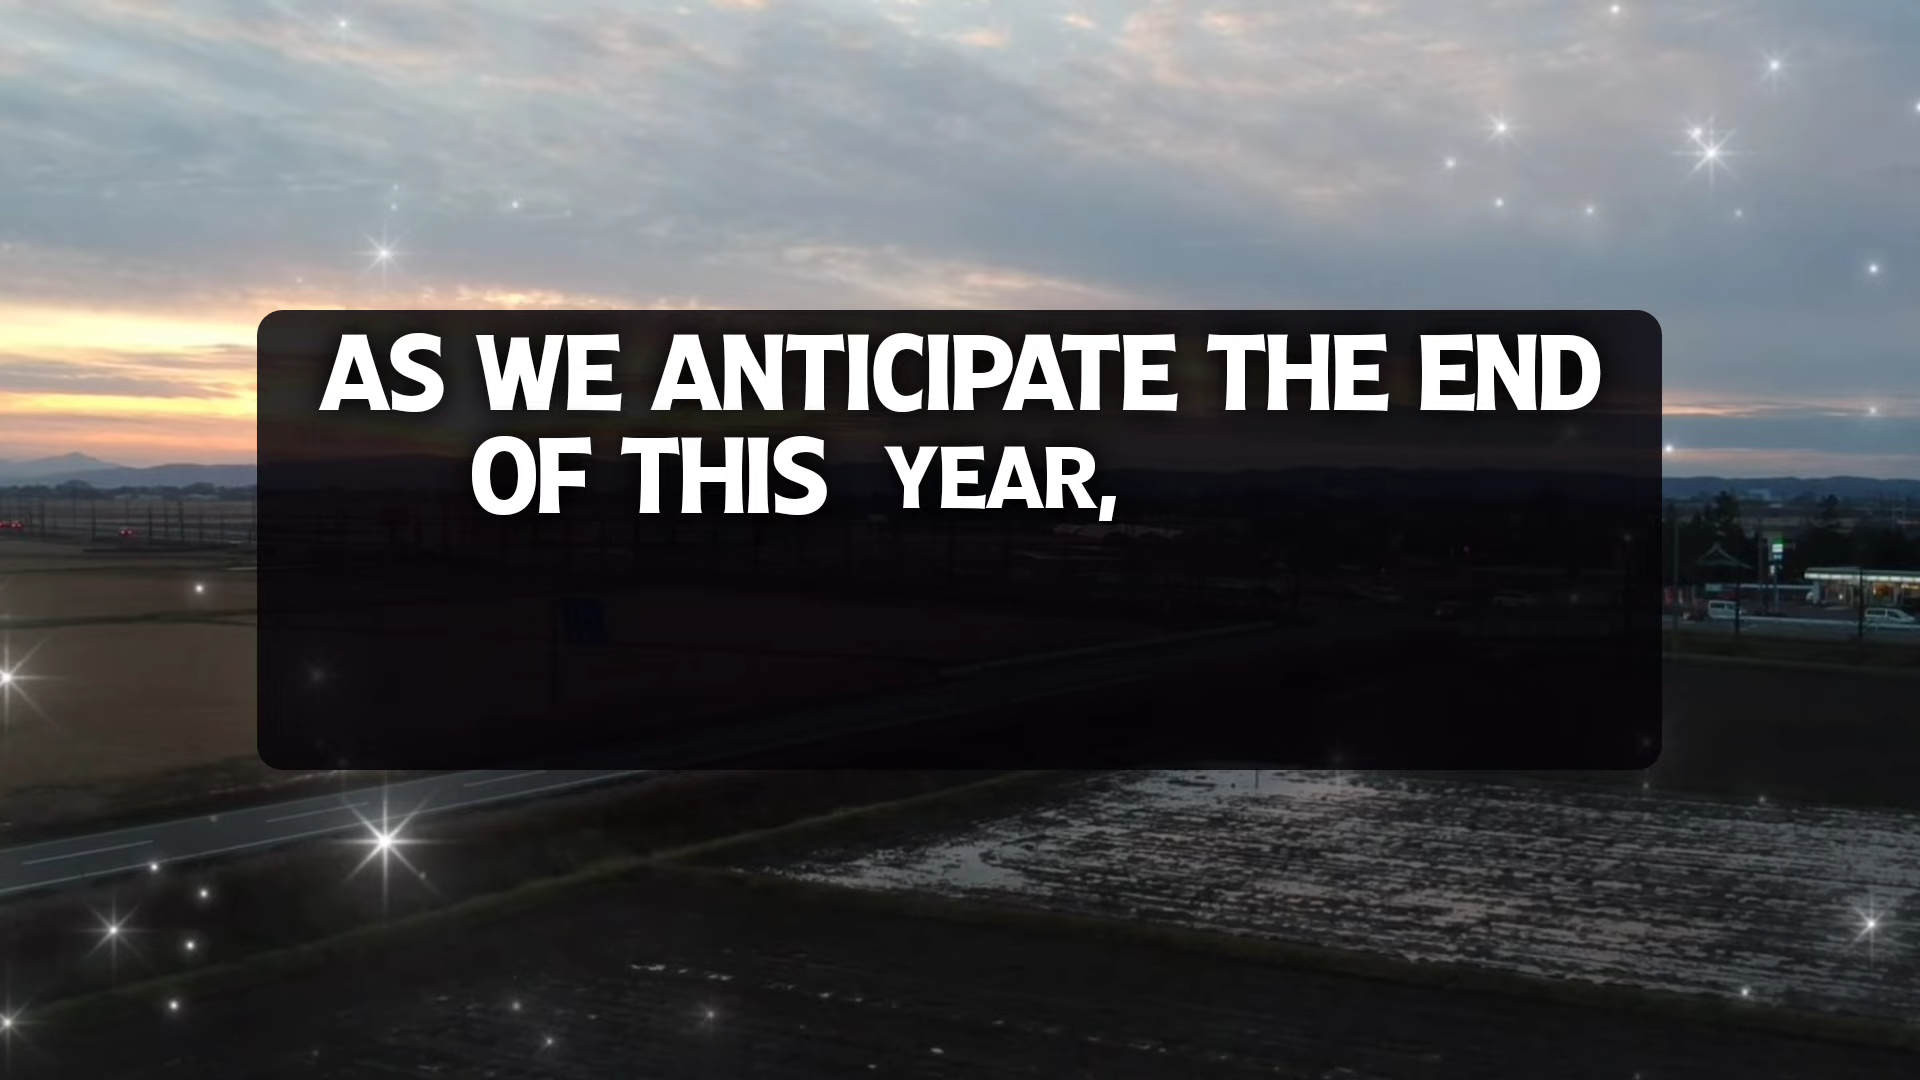 AS WE ANTICIPATE THE END
OF THIS YEAR,